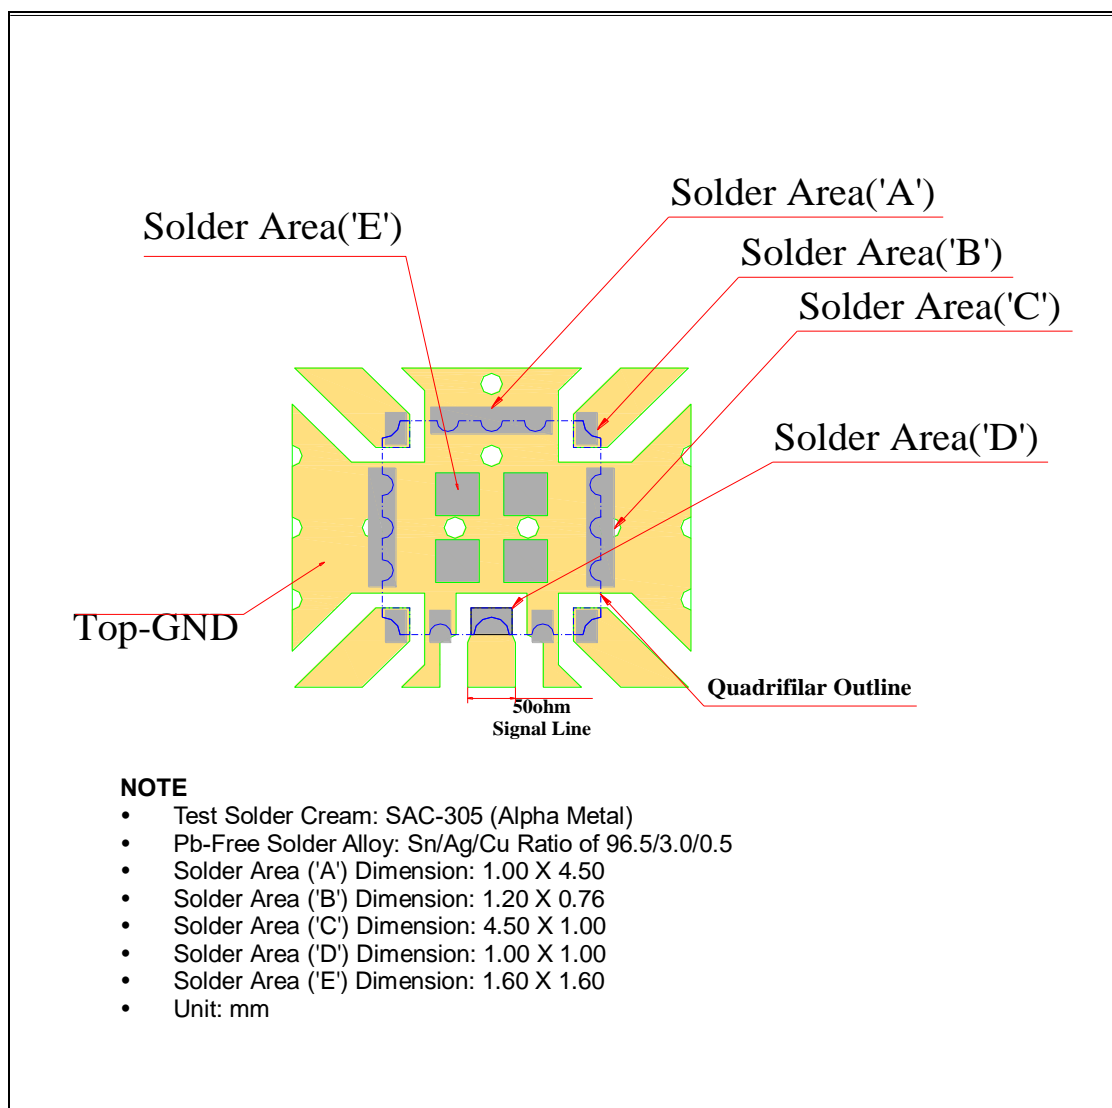 Solder Area('A')
Solder Area('E')
Solder Area('B')
Solder Area('C')
Solder Area('D')
Top-GND
Quadrifilar Outline
50ohm
Signal Line
NOTE
• Test Solder Cream: SAC-305 (Alpha Metal)
• Pb-Free Solder Alloy: Sn/Ag/Cu Ratio of 96.5/3.0/0.5
• Solder Area ('A') Dimension: 1.00 X 4.50
• Solder Area ('B') Dimension: 1.20 X 0.76
• Solder Area ('C') Dimension: 4.50 X 1.00
• Solder Area ('D') Dimension: 1.00 X 1.00
• Solder Area ('E') Dimension: 1.60 X 1.60
• Unit: mm